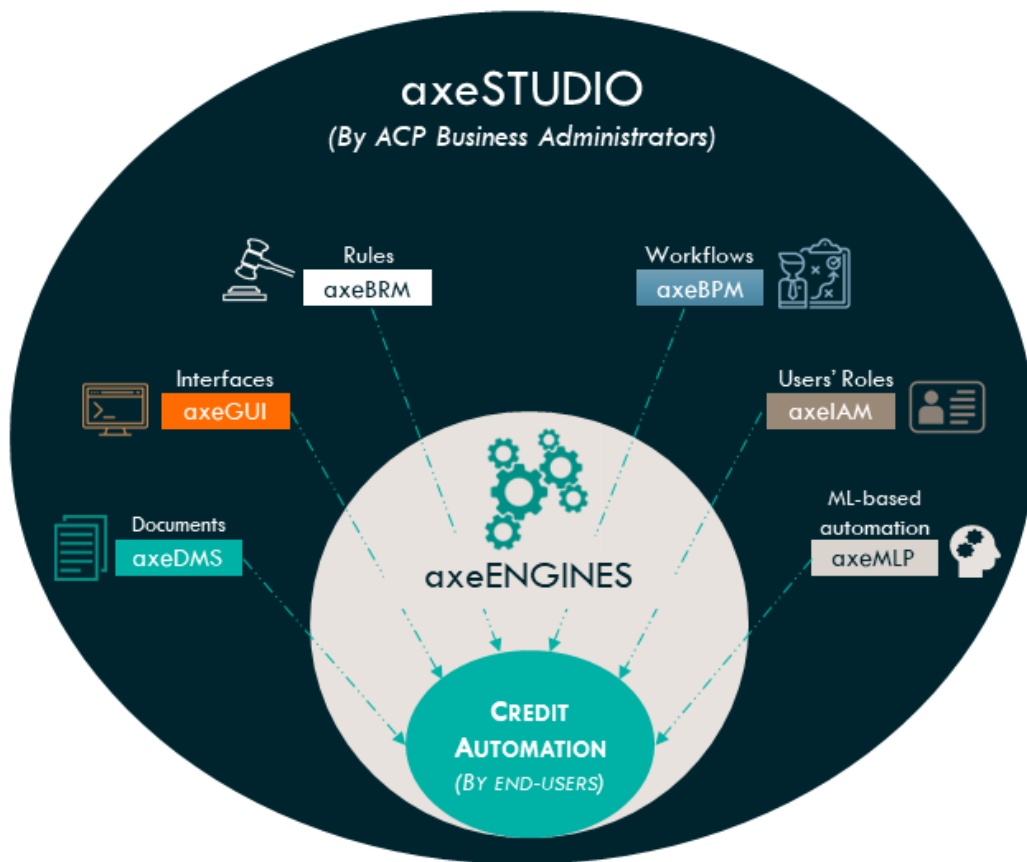 axeSTUDIO
(By ACP Business Administrators)
Rules
axeBRM
Workflows
axeBPM
Interfaces
axeGUI
Users' Roles
axeIAM
Documents
axeDMS
ML-based
automation
axeMLP
axeENGINES
CREDIT
AUTOMATION
(BY END-USERS)